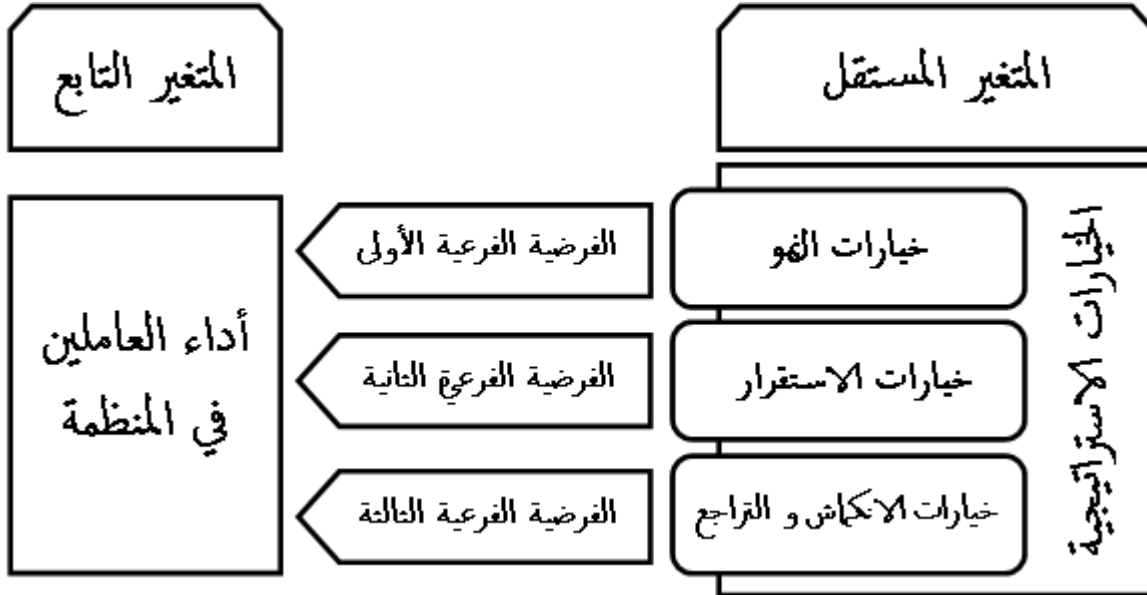 المتغير المستقل
المتغير التابع
الخيارات الاستراتيجية
خيارات النمو
الفرضية الفرعية الأولى
خيارات الاستقرار
الفرضية الفرعية الثانية
خيارات الانكماش و التراجع
الفرضية الفرعية الثالثة
أداء العاملين
في المنظمة